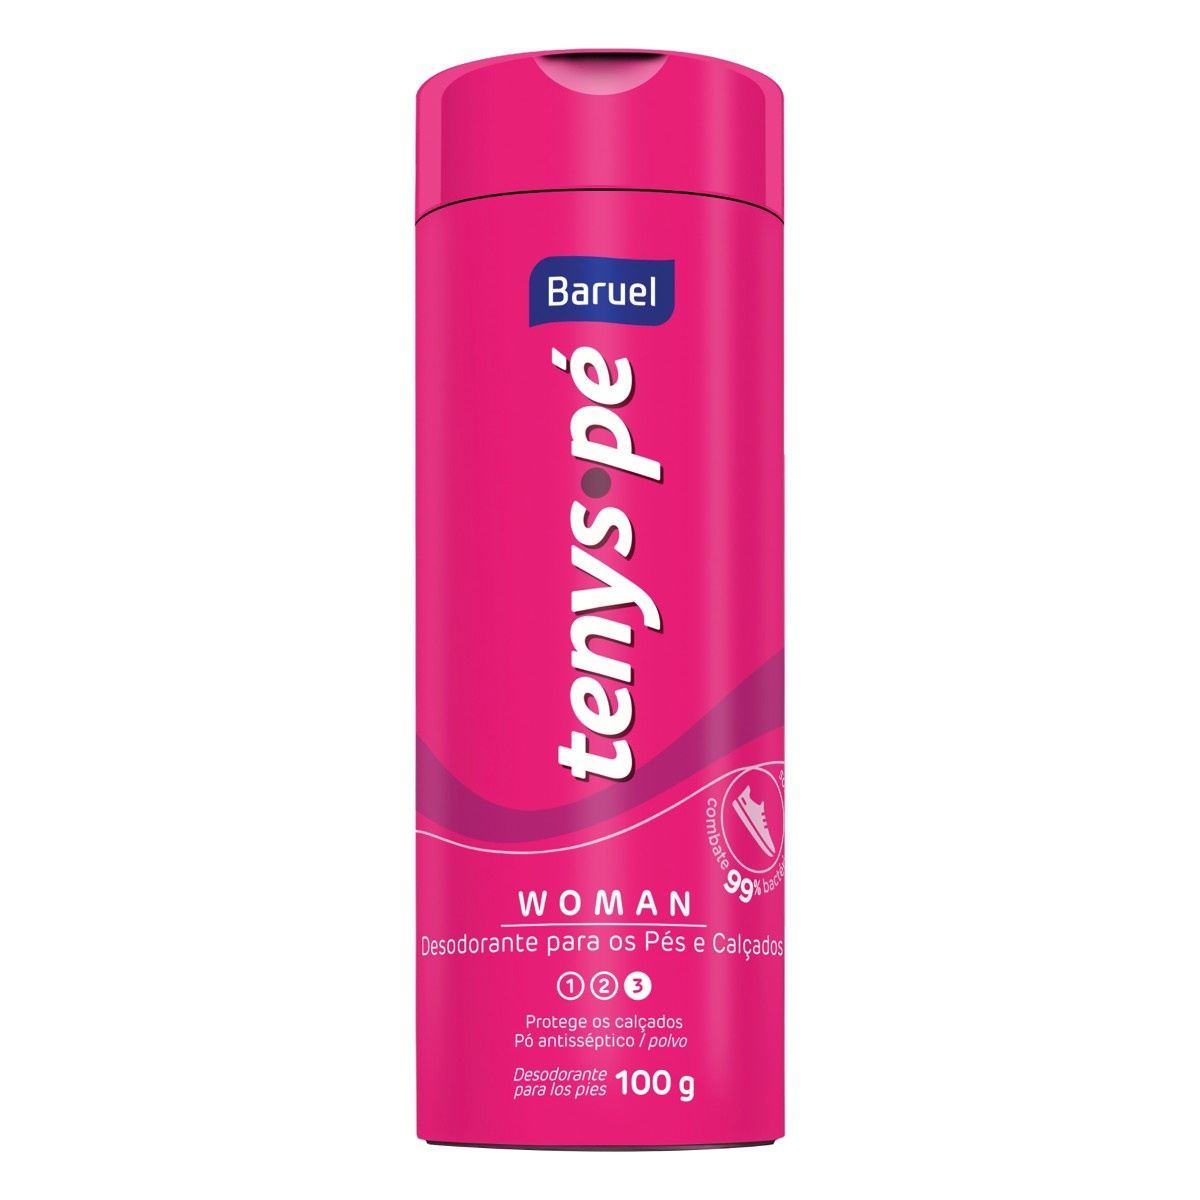 Baruel
tenys pé
combate
99% bacté
WOMAN
Desodorante para os Pés e Calçados
1 2 3
Protege os calçados
Pó antisséptico / polvo
Desodorante
para los pies
100 g